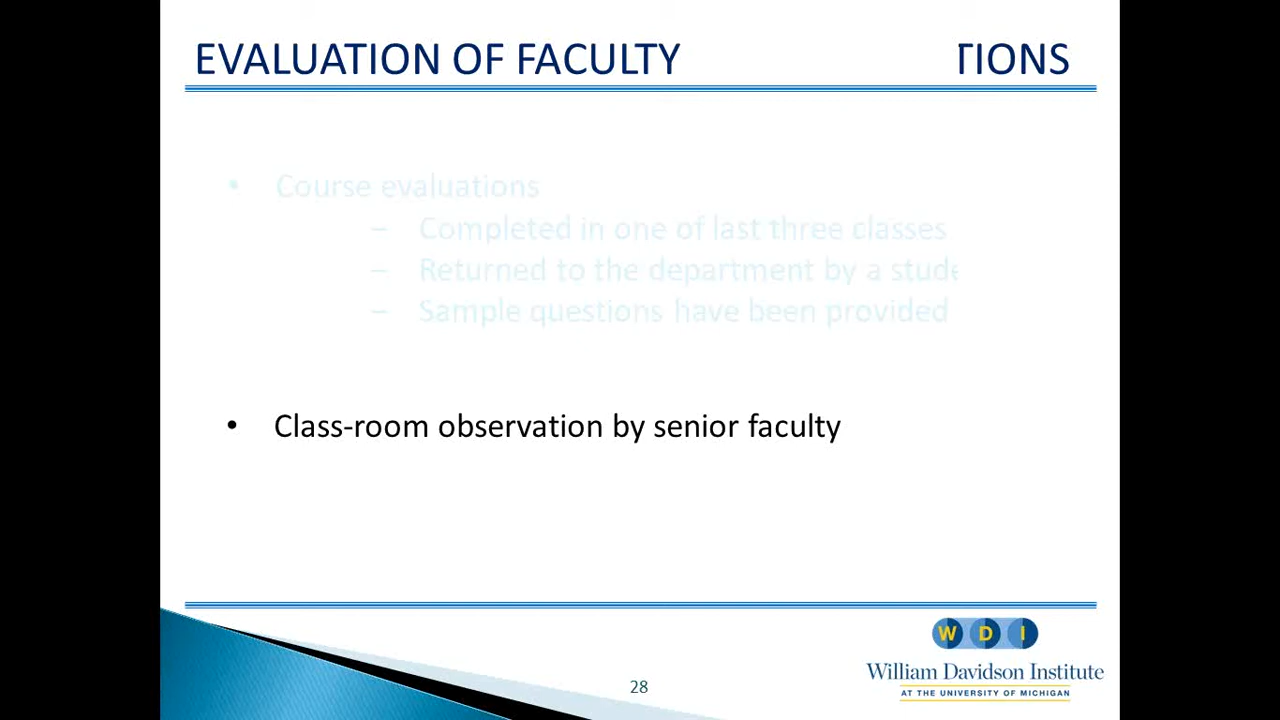 EVALUATION OF FACULTY TIONS
• Course evaluations
– Completed in one of last three classes
– Returned to the department by a stude
– Sample questions have been provided
• Class-room observation by senior faculty
W D I
William Davidson Institute
AT THE UNIVERSITY OF MICHIGAN
28